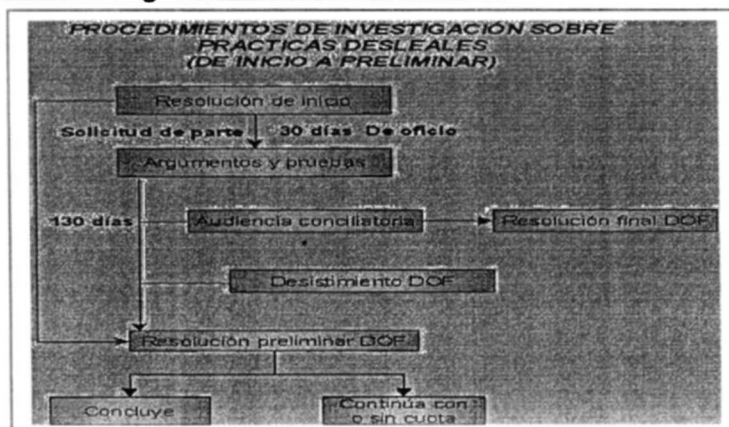 PROCEDIMIENTOS DE INVESTIGACIÓN SOBRE
PRACTICAS DESLEALES
(DE INICIO A PRELIMINAR)
Resolución de inicio
Solicitud de parte 30 días De oficio
Argumentos y pruebas
130 días
Audiencia conciliatoria
Resolución final DOF
Desistimiento DOF
Resolución preliminar DOF
Concluye
Continúa con
o sin cuota